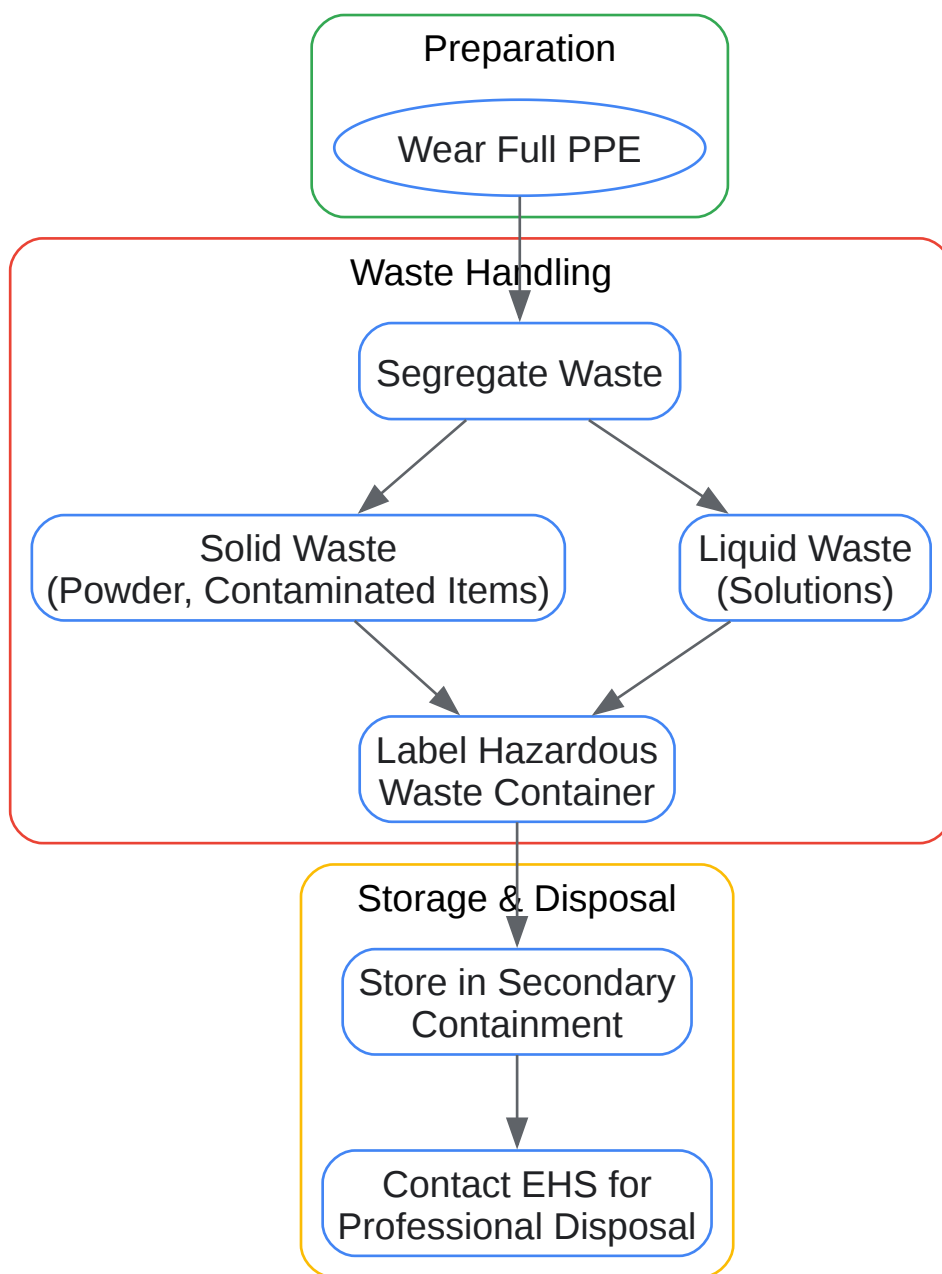 Preparation
Wear Full PPE
Waste Handling
Segregate Waste
Solid Waste
(Powder, Contaminated Items)
Liquid Waste
(Solutions)
Label Hazardous
Waste Container
Storage & Disposal
Store in Secondary
Containment
Contact EHS for
Professional Disposal